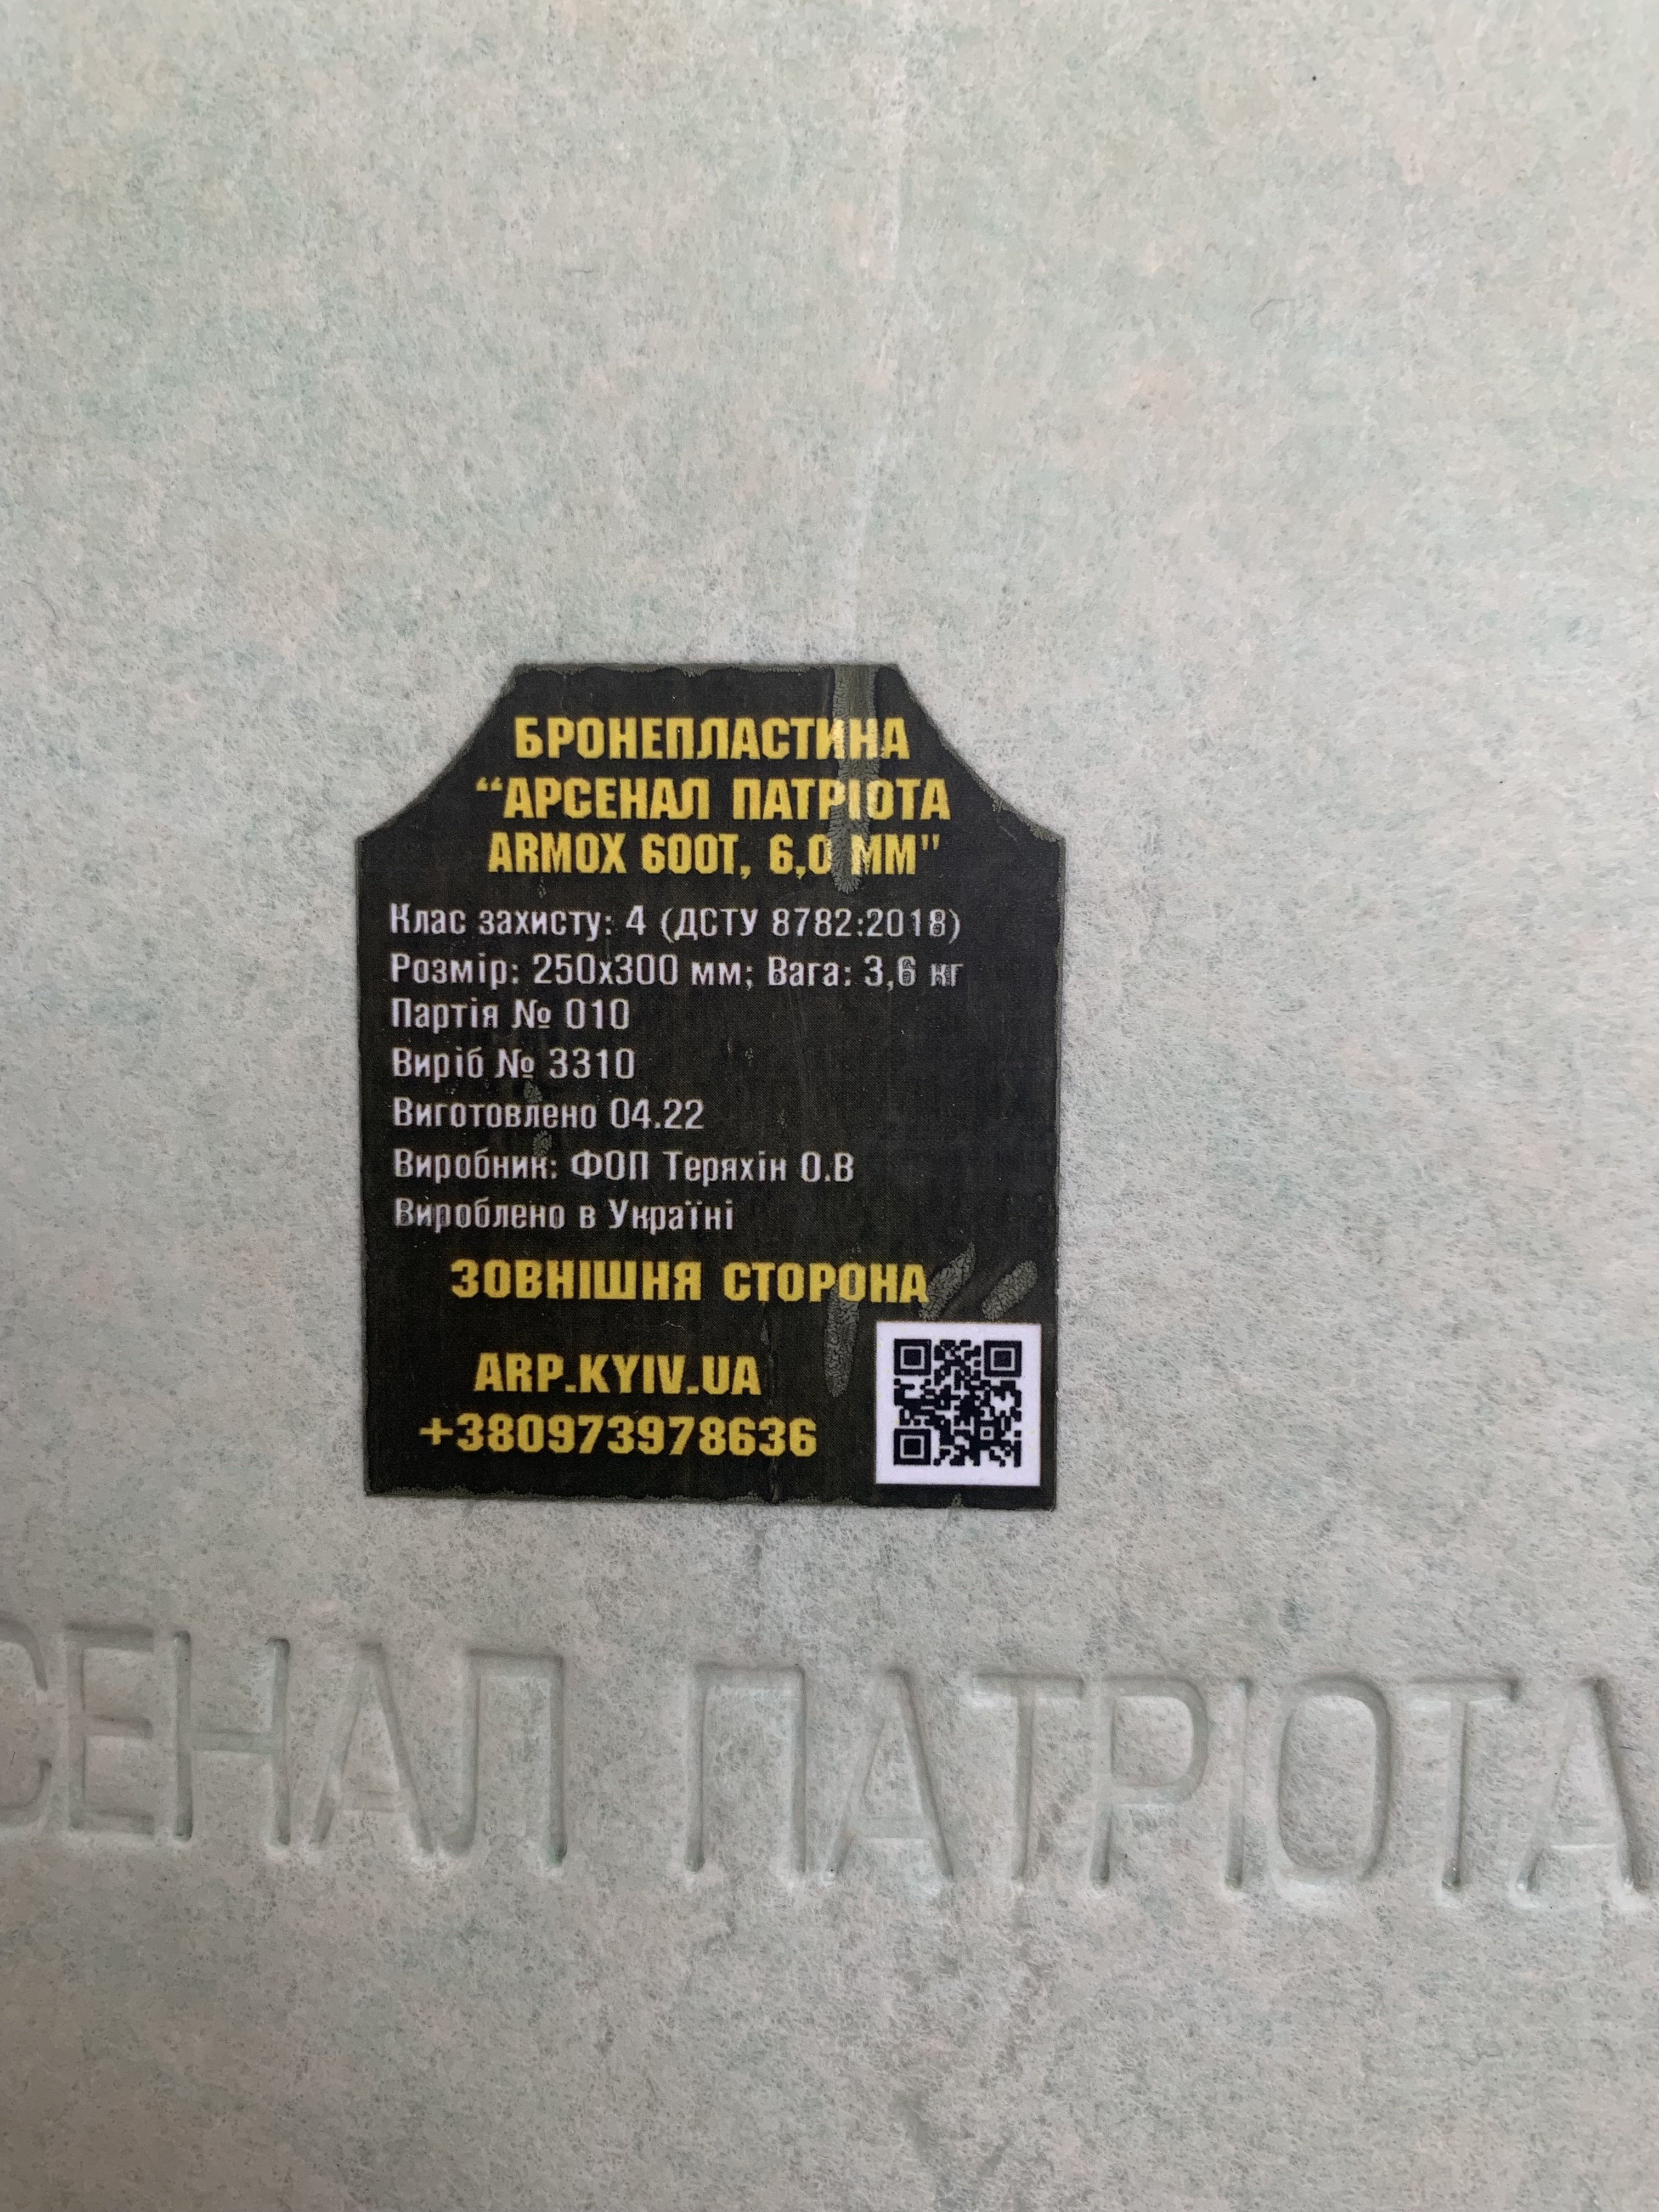 БРОНЕПЛАСТИНА
“АРСЕНАЛ ПАТРІОТА
ARMOX 600T, 6,0 ММ"
Клас захисту: 4 (ДСТУ 8782:2018)
Розмір: 250х300 мм; Вага: 3,6 кг
Партія № 010
Виріб № 3310
Виготовлено 04.22
Виробник: ФОП Теряхін О.В
Вироблено в Україні
ЗОВНІШНЯ СТОРОНА
ARP.KYIV.UA
+380973978636
СЕНАЛ ПАТРІОТА